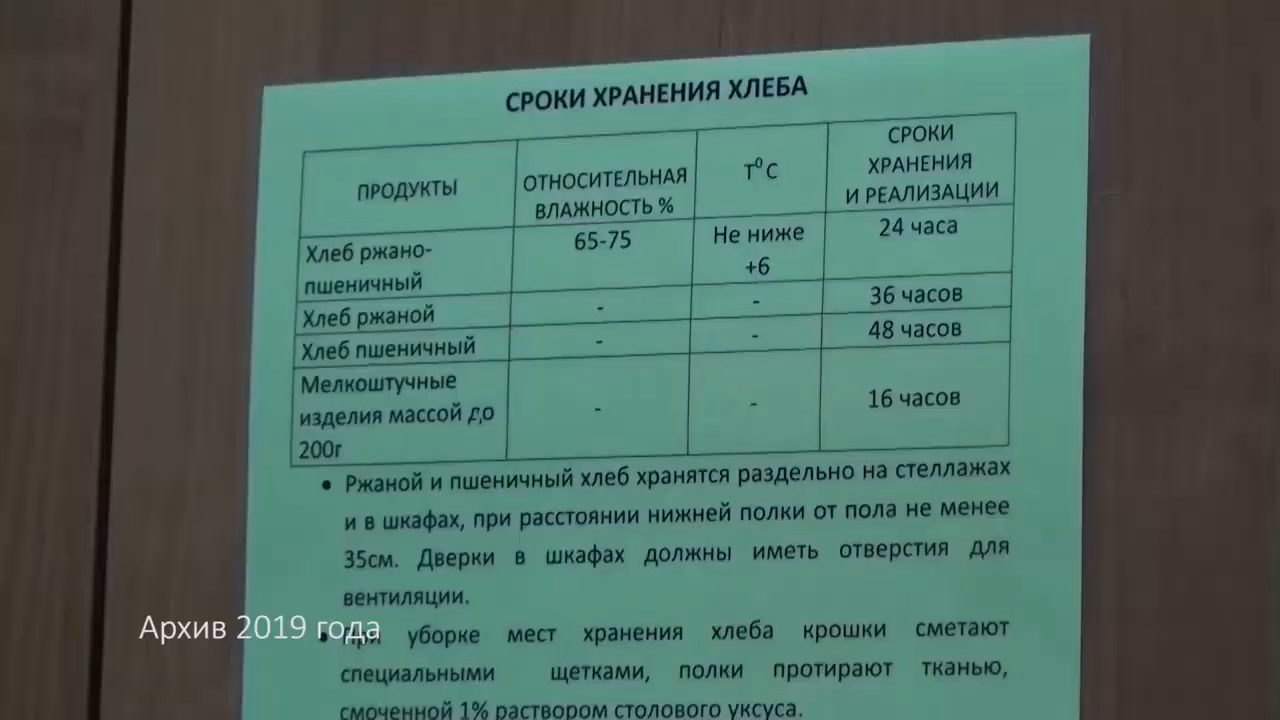 СРОКИ ХРАНЕНИЯ ХЛЕБА
ПРОДУКТЫ
ОТНОСИТЕЛЬНАЯ
ВЛАЖНОСТЬ %
T⁰ C
СРОКИ
ХРАНЕНИЯ
И РЕАЛИЗАЦИИ
Хлеб ржано-
пшеничный
65-75
Не ниже
+6
24 часа
Хлеб ржаной
-
-
36 часов
Хлеб пшеничный
-
-
48 часов
Мелкоштучные
изделия массой до
200г
-
-
16 часов
• Ржаной и пшеничный хлеб хранятся раздельно на стеллажах
и в шкафах, при расстоянии нижней полки от пола не менее
35см. Дверки в шкафах должны иметь отверстия для
вентиляции.
• При уборке мест хранения хлеба крошки сметают
специальными щетками, полки протирают тканью,
смоченной 1% раствором столового уксуса.
Архив 2019 года